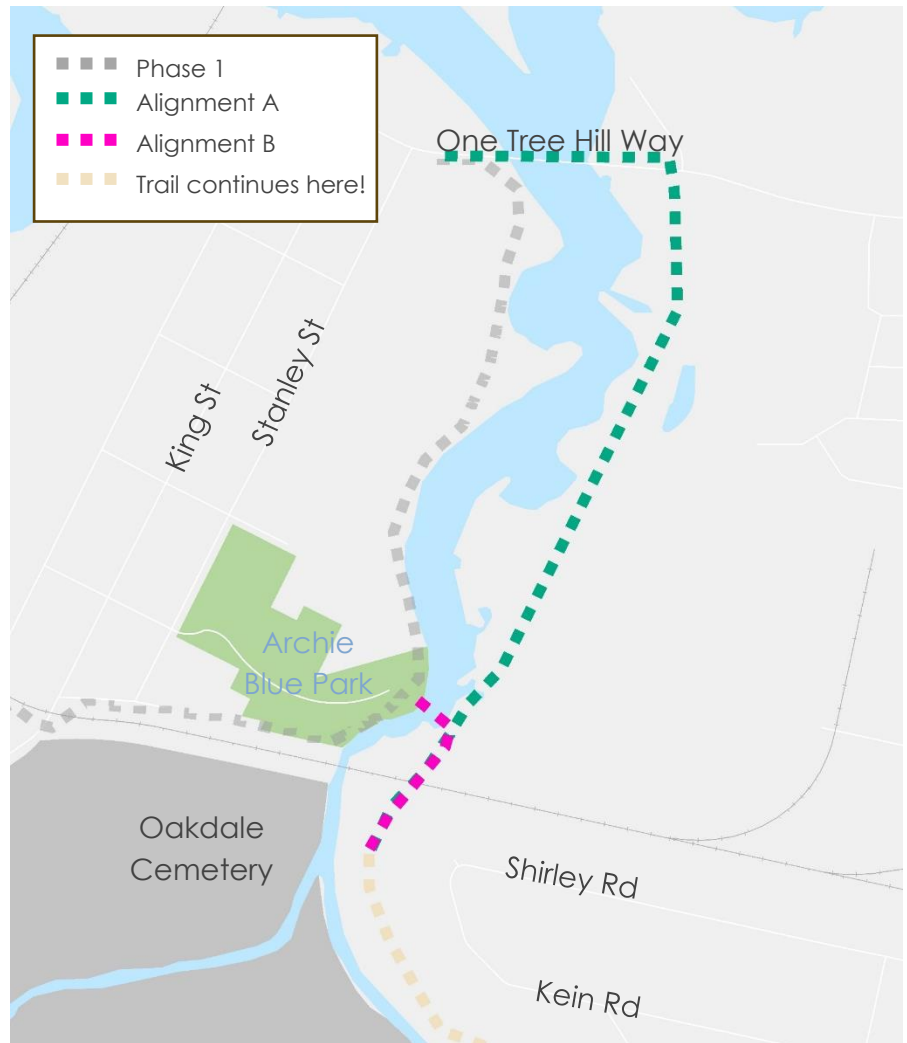 Phase 1
Alignment A
Alignment B
Trail continues here!
One Tree Hill Way
King St
Stanley St
Archie
Blue Park
Oakdale
Cemetery
Shirley Rd
Kein Rd